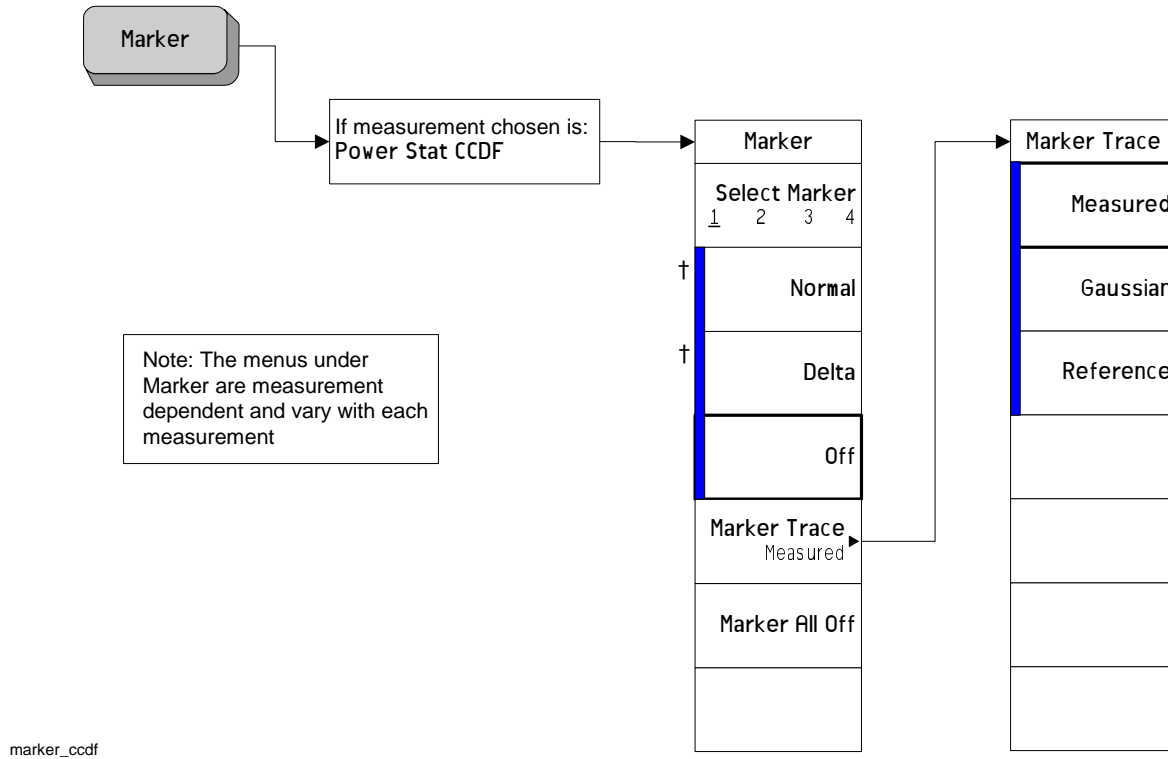 Marker
If measurement chosen is:
Power Stat CCDF
Note: The menus under
Marker are measurement
dependent and vary with each
measurement
Marker
Select Marker
1 2 3 4
†
Normal
†
Delta
Off
Marker Trace
Measured
Marker All Off
Marker Trace
Measured
Gaussian
Reference
marker_ccdf